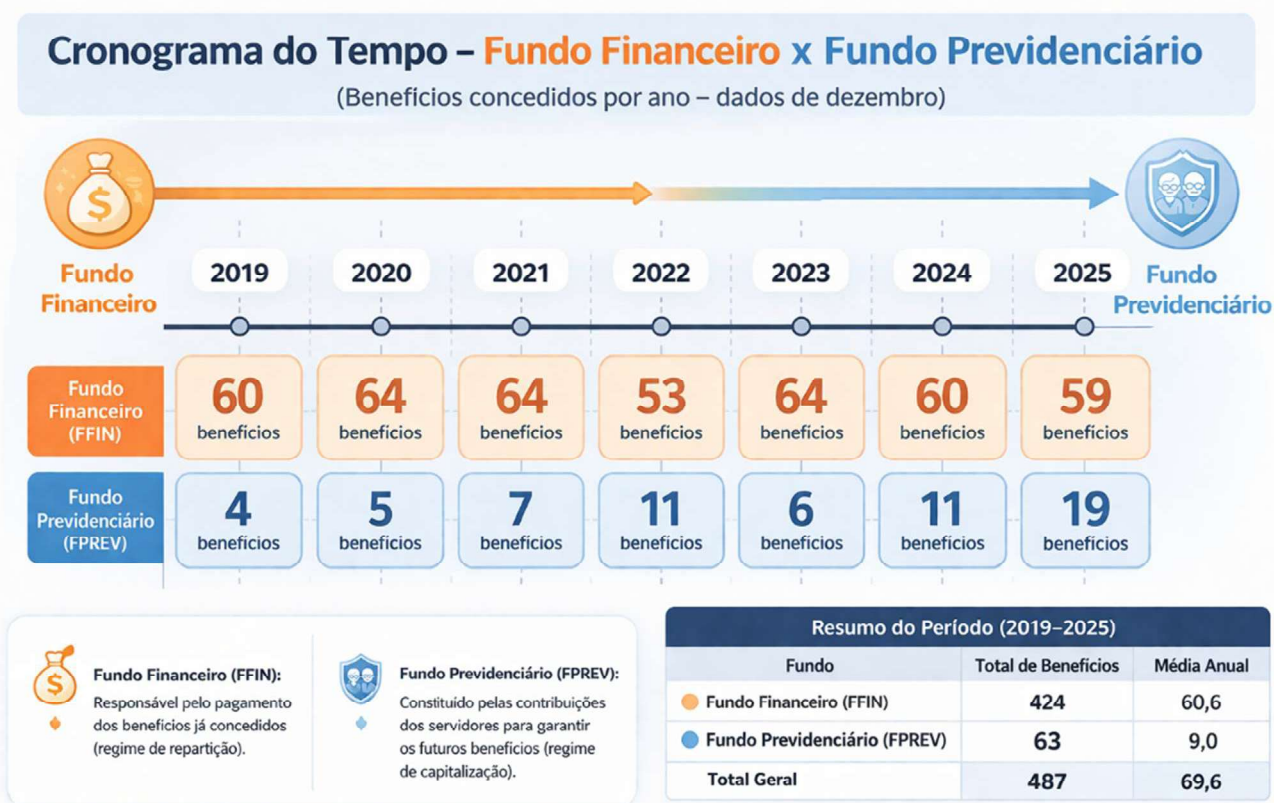 Cronograma do Tempo – Fundo Financeiro x Fundo Previdenciário
(Benefícios concedidos por ano – dados de dezembro)
$
Fundo
Financeiro
2019
2020
2021
2022
2023
2024
2025
Fundo
Previdenciário
Fundo
Financeiro
(FFIN)
60
benefícios
64
benefícios
64
benefícios
53
benefícios
64
benefícios
60
benefícios
59
benefícios
Fundo
Previdenciário
(FPREV)
4
benefícios
5
benefícios
7
benefícios
11
benefícios
6
benefícios
11
benefícios
19
benefícios
$
Fundo Financeiro (FFIN):
Responsável pelo pagamento
dos benefícios já concedidos
(regime de repartição).
Fundo Previdenciário (FPREV):
Constituído pelas contribuições
dos servidores para garantir
os futuros benefícios (regime
de capitalização).
Resumo do Período (2019–2025)
Fundo Total de Benefícios Média Anual
Fundo Financeiro (FFIN) 424 60,6
Fundo Previdenciário (FPREV) 63 9,0
Total Geral 487 69,6